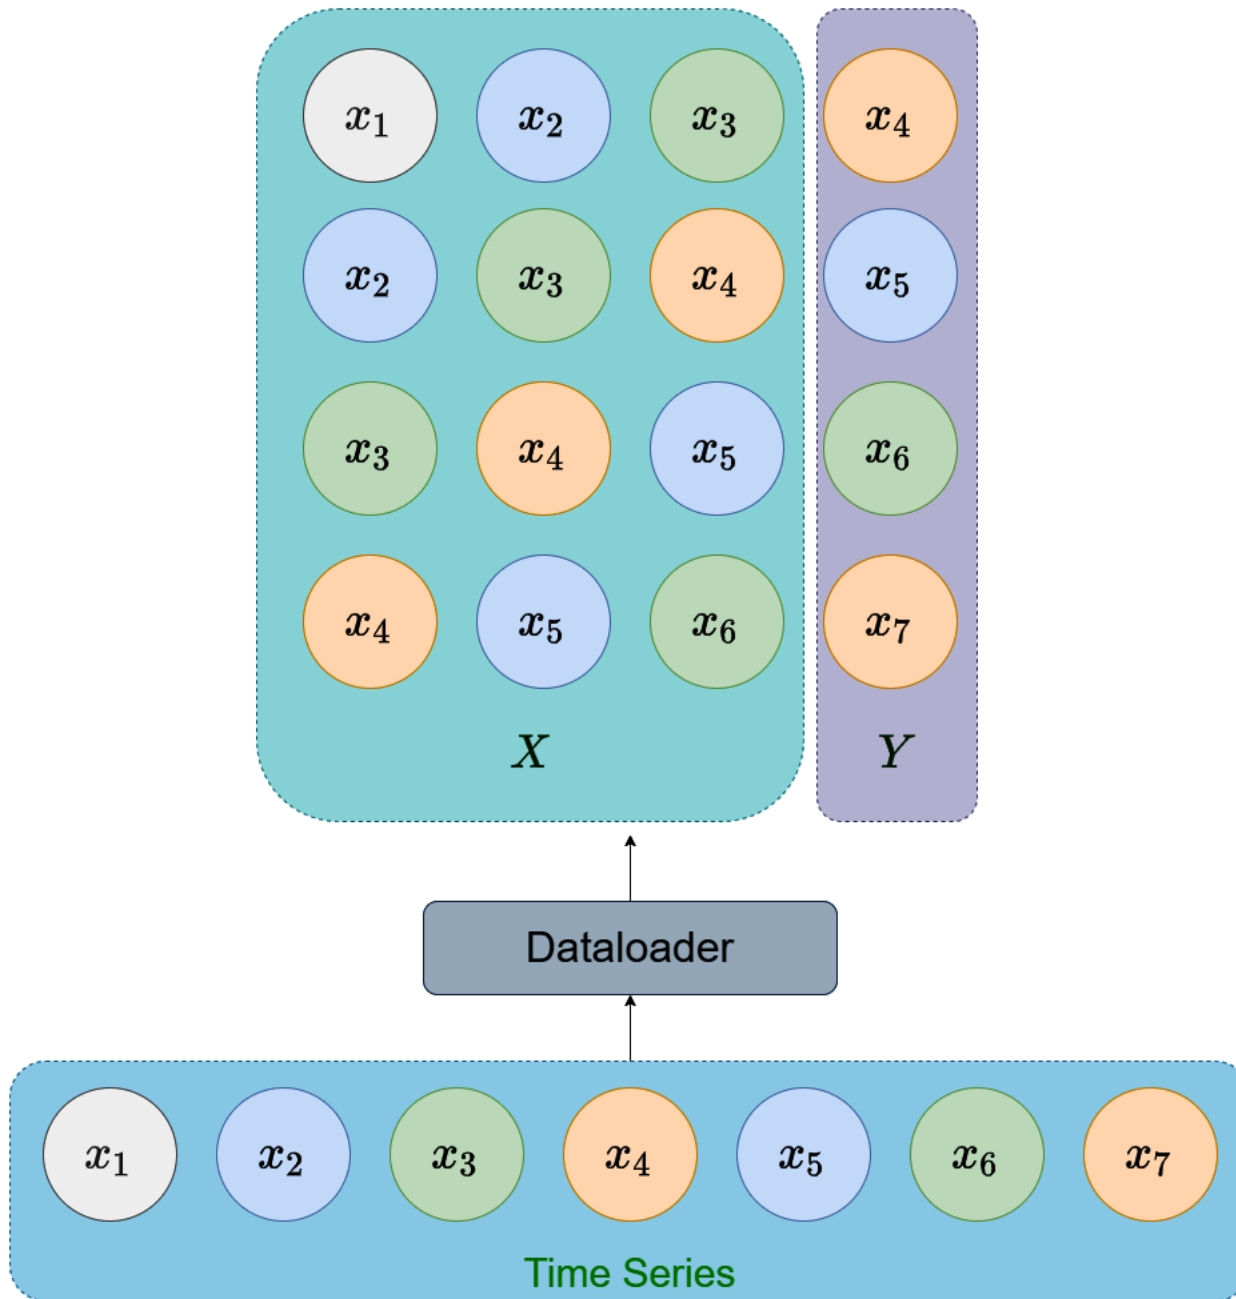 x₁ x₂ x₃ x₄
x₂ x₃ x₄ x₅
x₃ x₄ x₅ x₆
x₄ x₅ x₆ x₇
X Y
Dataloader
x₁ x₂ x₃ x₄ x₅ x₆ x₇
Time Series